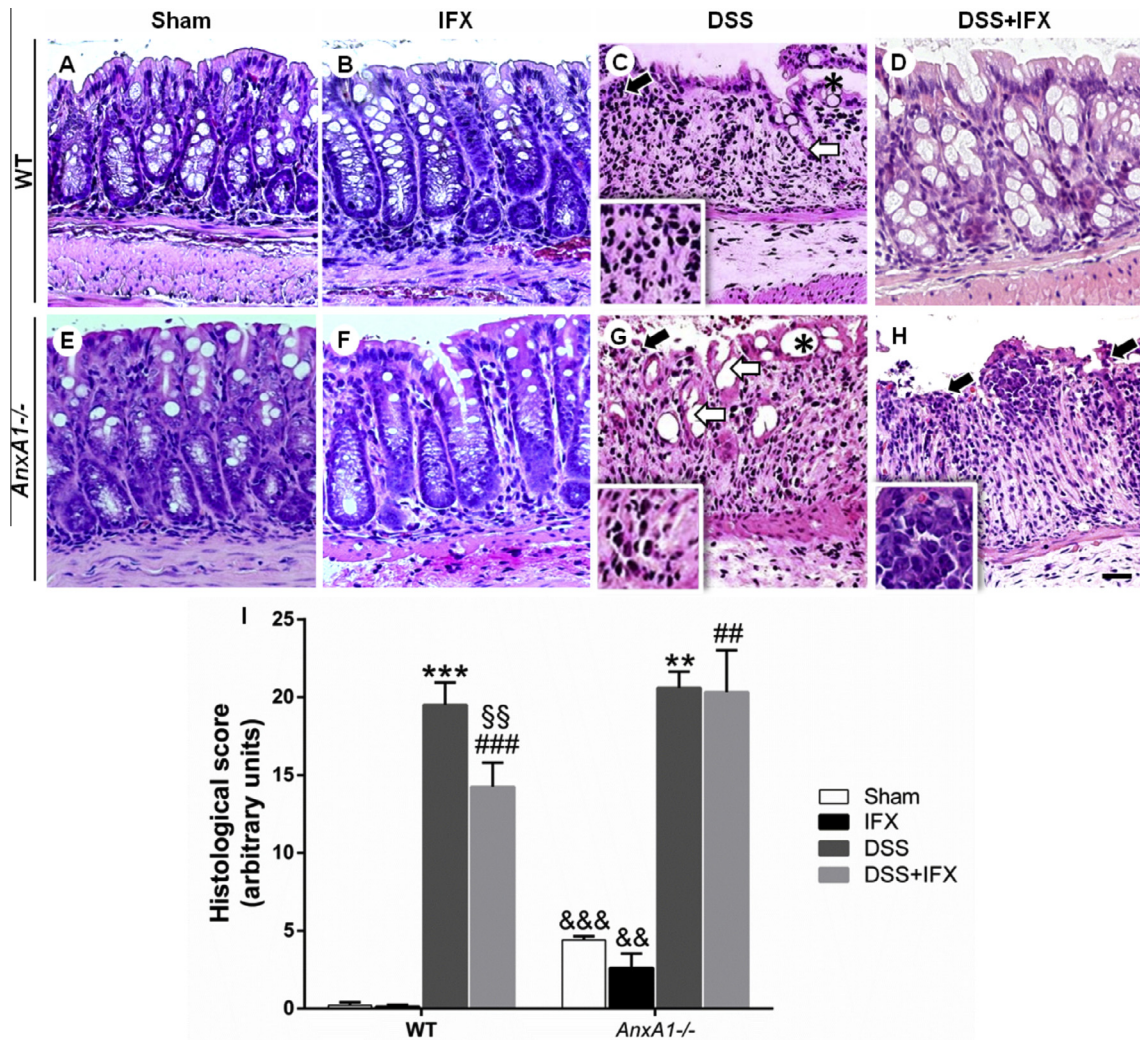 Sham IFX DSS DSS+IFX
WT
A B C * D
AnxA1-/-
E F G * H
I
Histological score
(arbitrary units)
25
20
15
10
5
0
***
§§
###
&&&
&&
**
##
WT AnxA1-/-
Sham
IFX
DSS
DSS+IFX